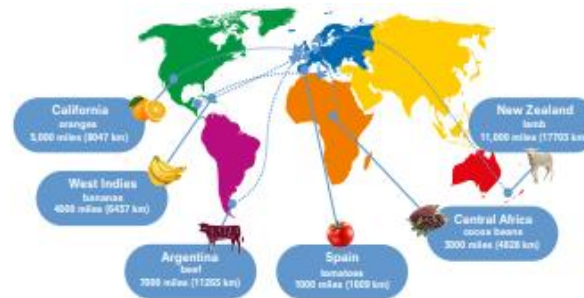 California
oranges
5,000 miles (8047 km)
West Indies
bananas
4000 miles (6437 km)
Argentina
beef
7000 miles (11265 km)
Spain
tomatoes
1000 miles (1609 km)
Central Africa
cocoa beans
3000 miles (4828 km)
New Zealand
lamb
11,000 miles (17703 km)